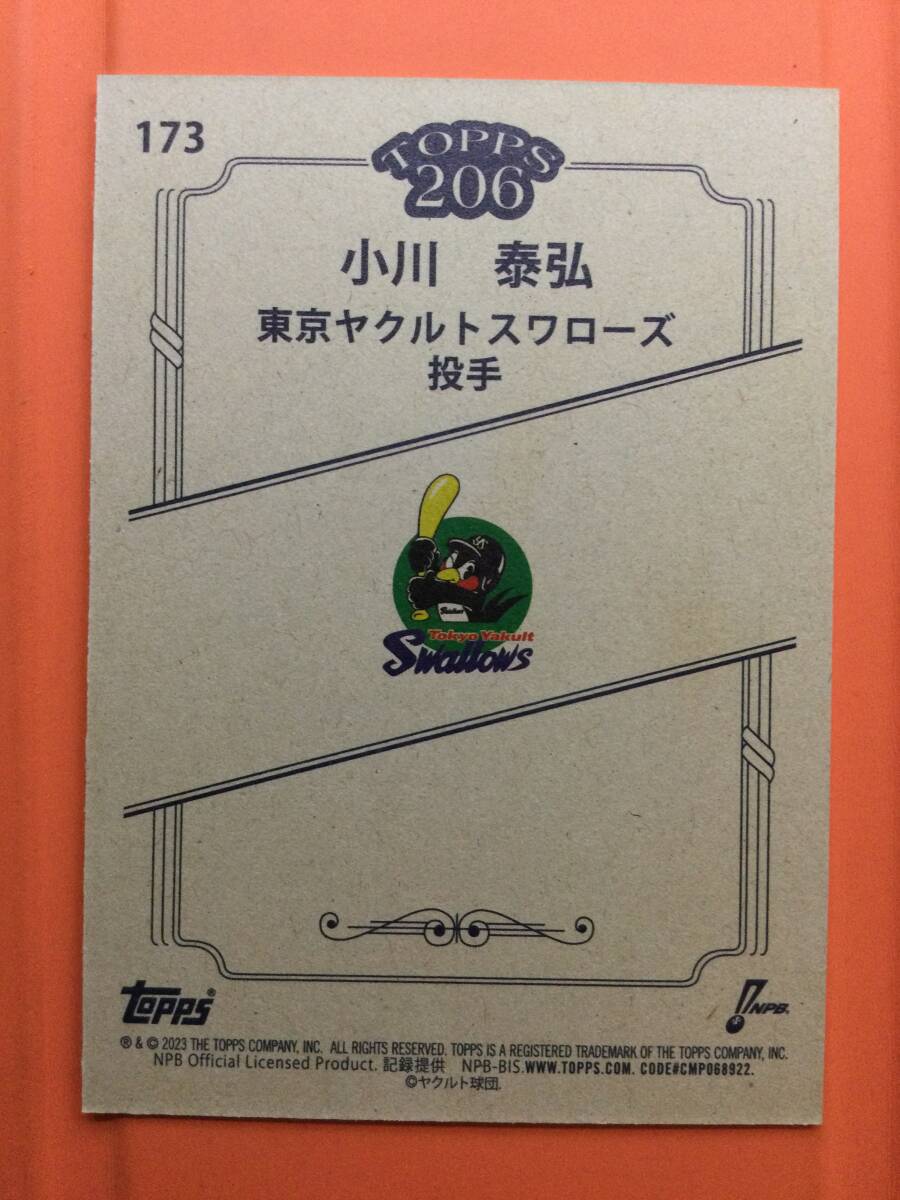 173
TOPPS
206
小川 泰弘
東京ヤクルトスワローズ
投手
Tokyo Yakult
Swallows
topps®
NPB.
® & © 2023 THE TOPPS COMPANY, INC. ALL RIGHTS RESERVED. TOPPS IS A REGISTERED TRADEMARK OF THE TOPPS COMPANY, INC.
NPB Official Licensed Product. 記録提供 NPB-BIS.WWW.TOPPS.COM. CODE#CMP068922.
©ヤクルト球団.